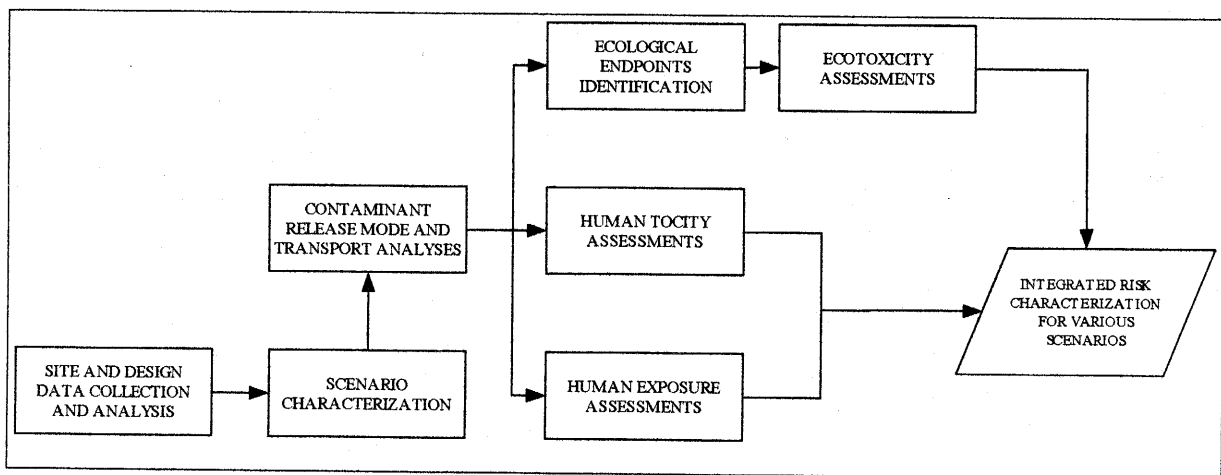 ECOLOGICAL
ENDPOINTS
IDENTIFICATION
ECOTOXICITY
ASSESSMENTS
CONTAMINANT
RELEASE MODE AND
TRANSPORT ANALYSES
HUMAN TOCITY
ASSESSMENTS
INTEGRATED RISK
CHARACTERIZATION
FOR VARIOUS
SCENARIOS
SITE AND DESIGN
DATA COLLECTION
AND ANALYSIS
SCENARIO
CHARACTERIZATION
HUMAN EXPOSURE
ASSESSMENTS